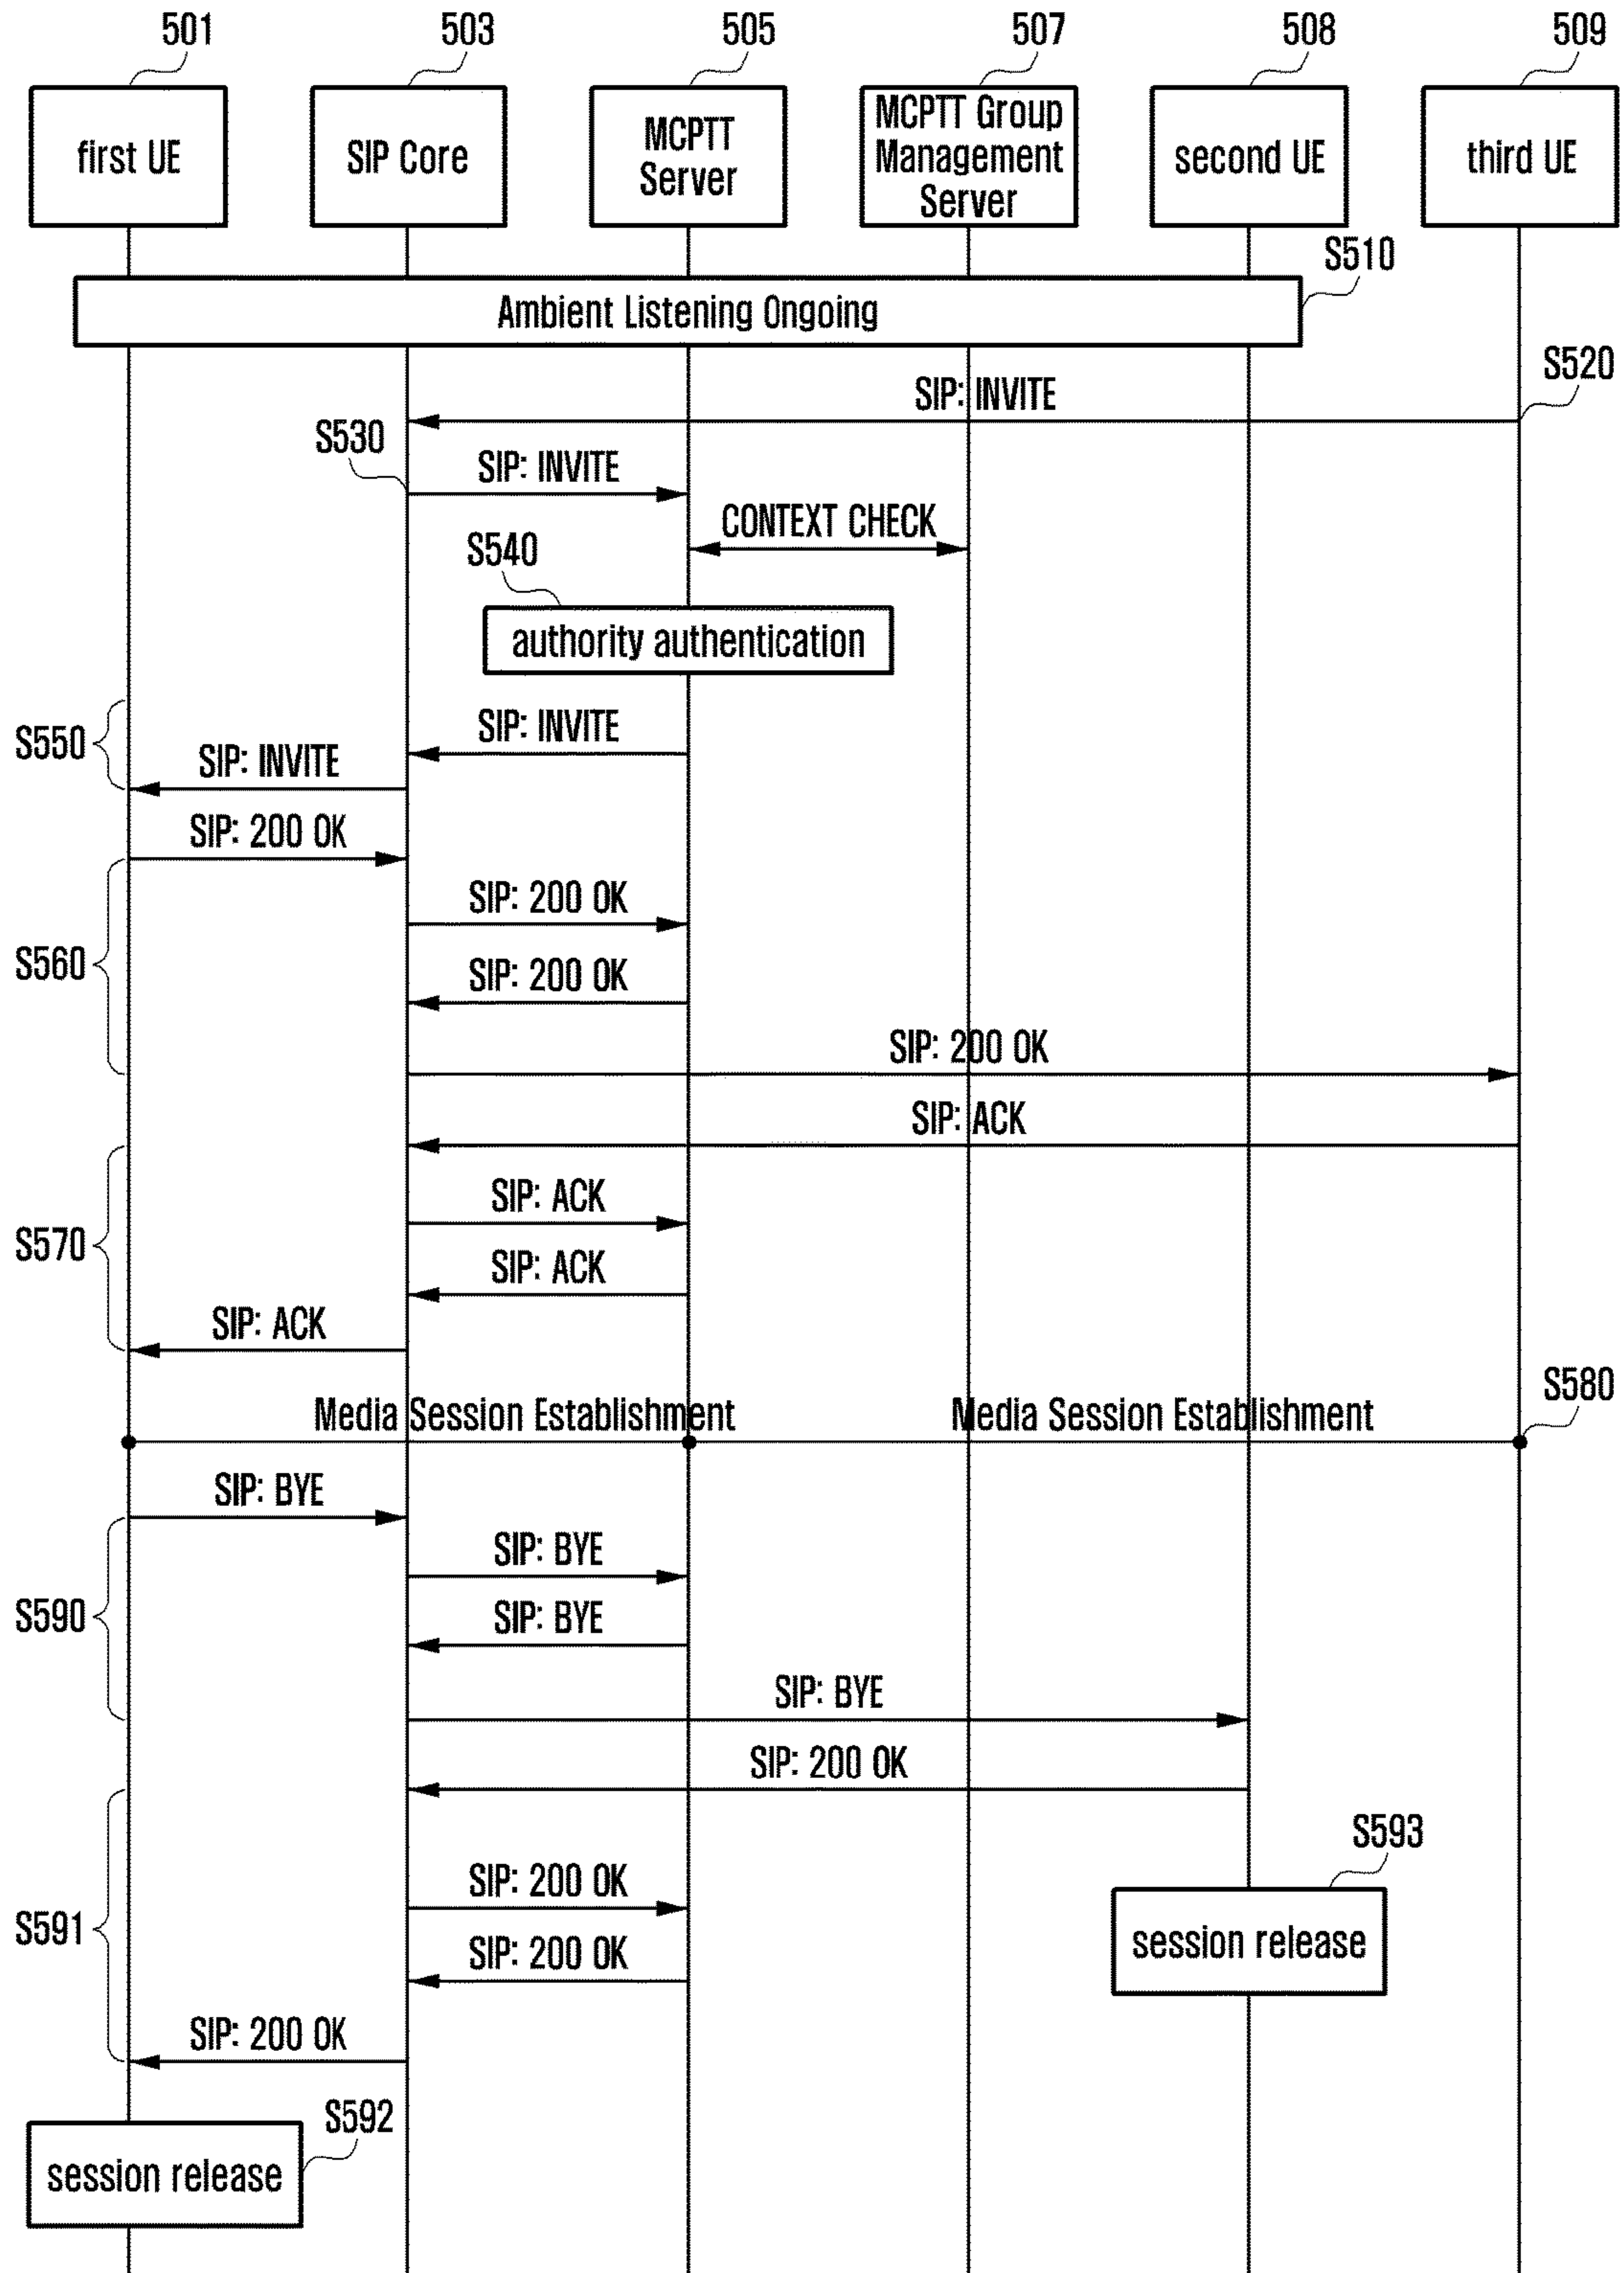 501
503
505
507
508
509
first UE
SIP Core
MCPTT
Server
MCPTT Group
Management
Server
second UE
third UE
S510
Ambient Listening Ongoing
S520
SIP: INVITE
S530
SIP: INVITE
CONTEXT CHECK
S540
authority authentication
S550
SIP: INVITE
SIP: INVITE
SIP: 200 OK
S560
SIP: 200 OK
SIP: 200 OK
SIP: 200 OK
SIP: ACK
S570
SIP: ACK
SIP: ACK
SIP: ACK
S580
Media Session Establishment
Media Session Establishment
SIP: BYE
S590
SIP: BYE
SIP: BYE
SIP: BYE
SIP: 200 OK
S593
S591
SIP: 200 OK
session release
SIP: 200 OK
SIP: 200 OK
S592
session release